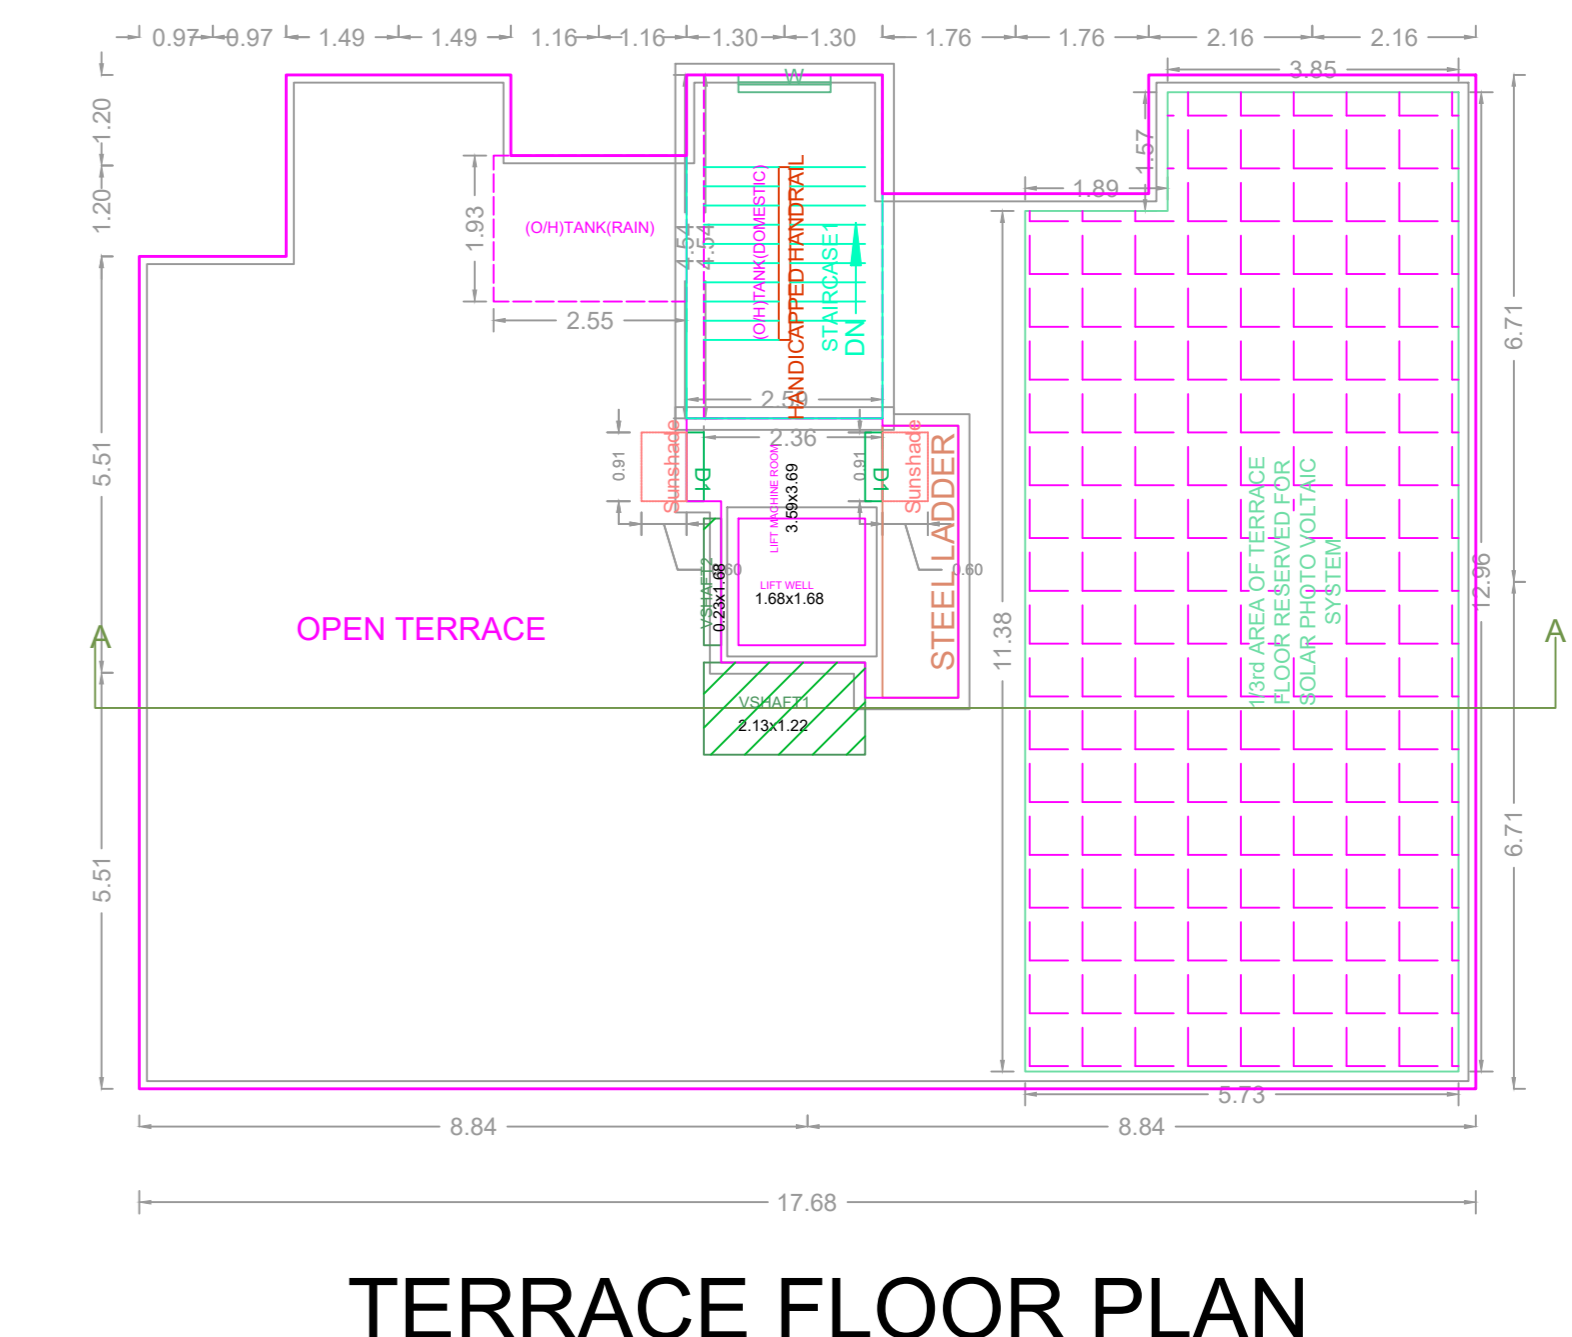 0.97 0.97 1.49 1.49 1.16 1.16 1.30 1.30 1.76 1.76 2.16 2.16
3.85
W
1.20
1.20
1.57
1.89
1.93
(O/H)TANK(RAIN)
2.55
4.54
4.54
(O/H)TANK(DOMESTIC)
HANDICAPPED HANDRAIL
STAIRCASE1
DN
6.71
2.59
2.36
5.51
0.91
Sunshade
D1
LIFT MACHINE ROOM
3.59x3.69
0.91
D1
Sunshade
STEEL LADDER
0.60
0.60
VSHAFT2
0.23x1.68
LIFT WELL
1.68x1.68
1/3rd AREA OF TERRACE
FLOOR RESERVED FOR
SOLAR PHOTO VOLTAIC
SYSTEM
12.96
11.38
OPEN TERRACE
A
A
VSHAFT1
2.13x1.22
5.51
6.71
5.73
8.84
8.84
17.68
TERRACE FLOOR PLAN